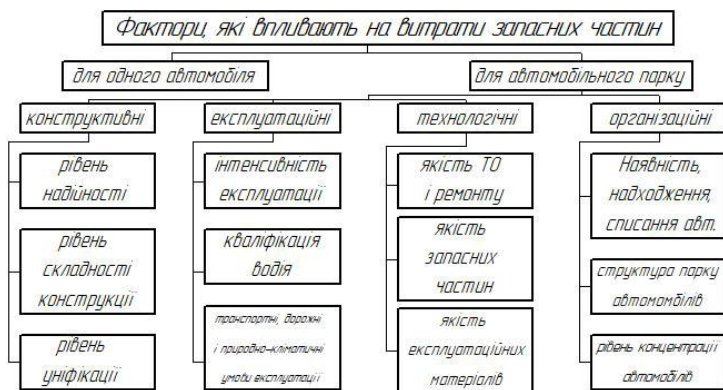 Фактори, які впливають на витрати запасних частин
для одного автомобіля
для автомобільного парку
конструктивні
експлуатаційні
технологічні
організаційні
рівень
надійності
рівень
складності
конструкції
рівень
уніфікації
інтенсивність
експлуатації
кваліфікація
водія
транспортні, дорожні
і природно-кліматичні
умови експлуатації
якість ТО
і ремонту
якість
запасних
частин
якість
експлуатаційних
матеріалів
Наявність,
надходження,
списання авт.
структура парку
автомомбілів
рівень концентрації
автомобілів